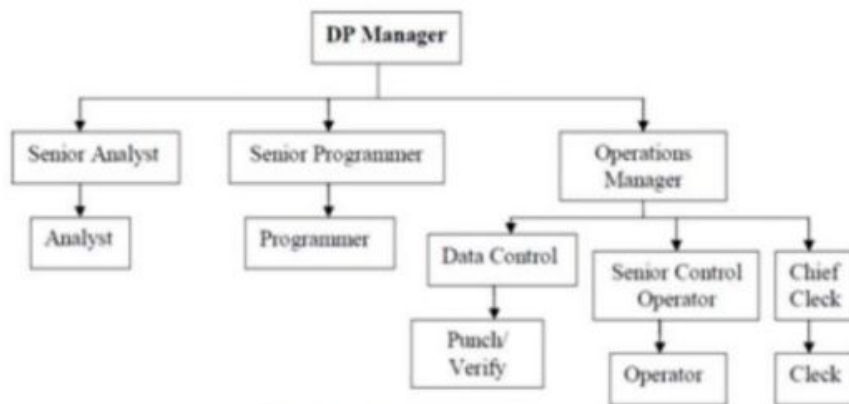 DP Manager
Senior Analyst
Senior Programmer
Operations
Manager
Analyst
Programmer
Data Control
Senior Control
Operator
Chief
Cleck
Punch/
Verify
Operator
Cleck